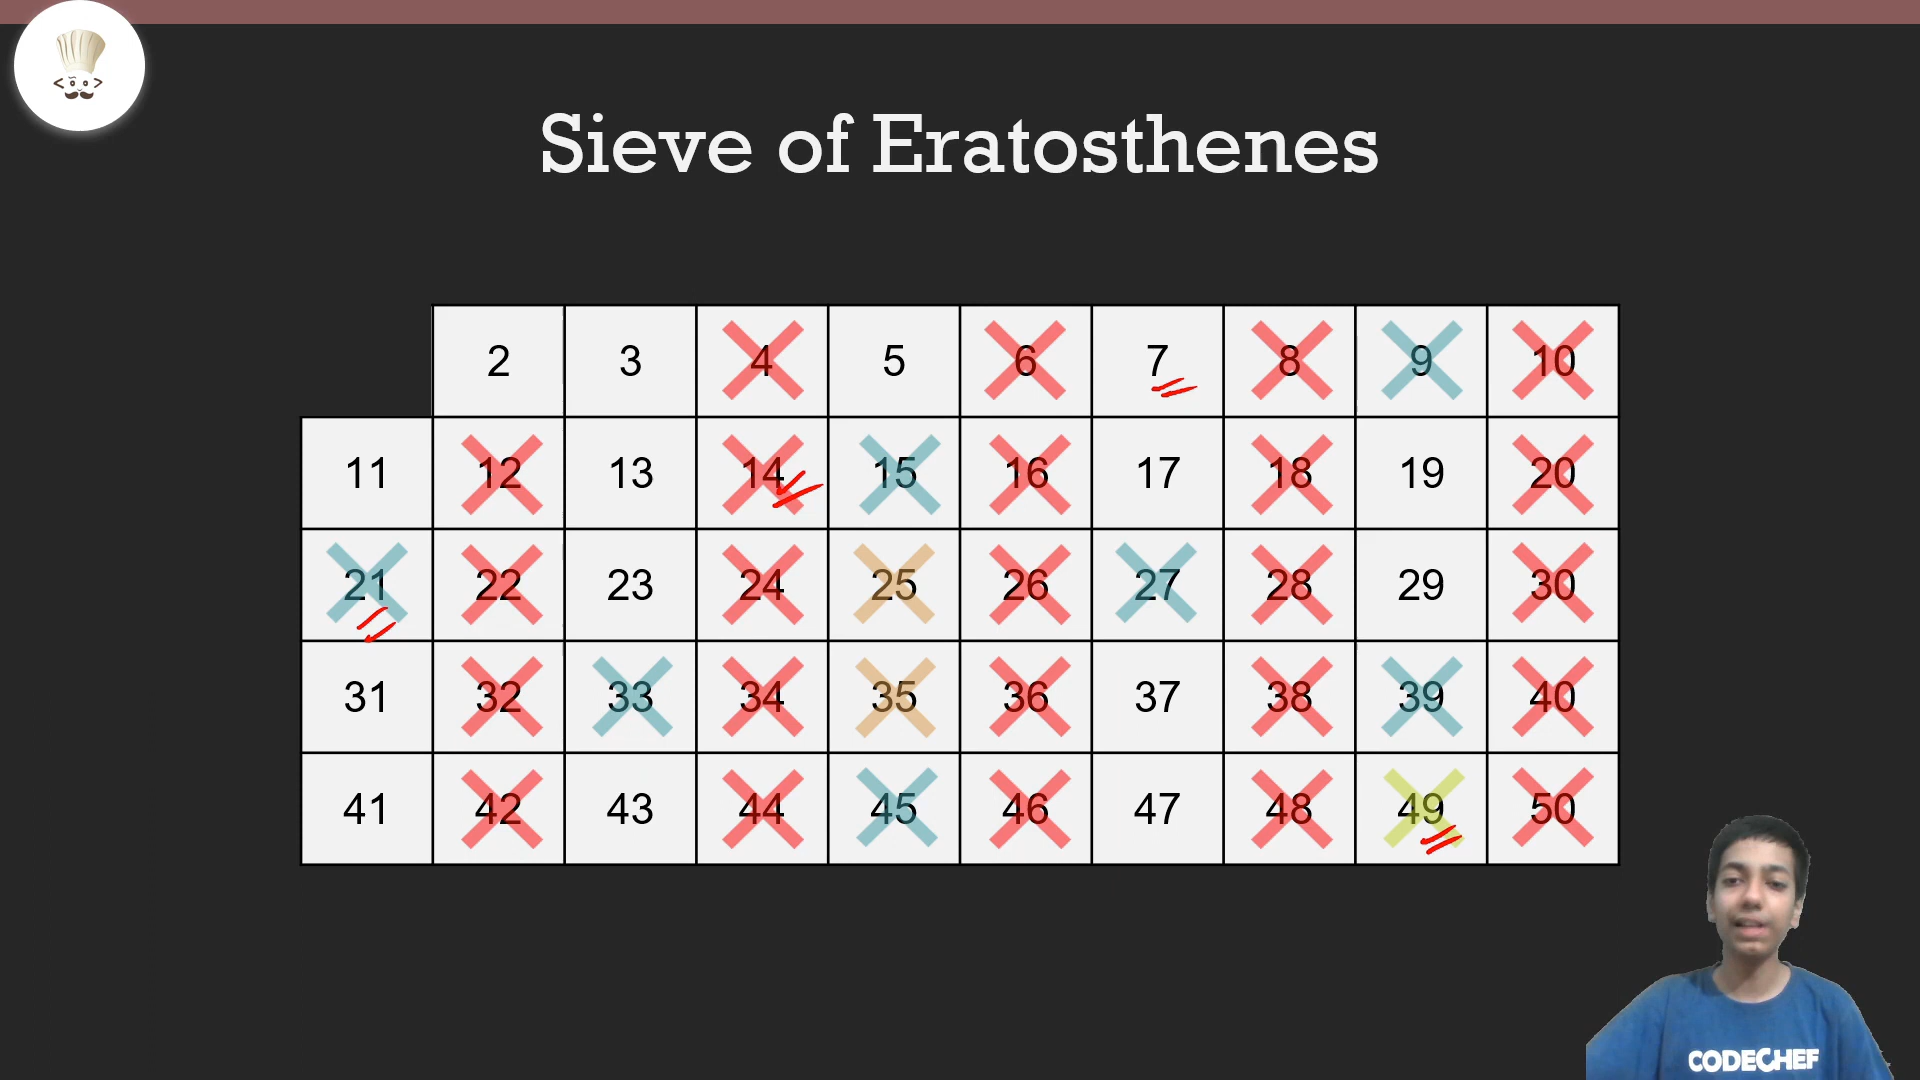 Sieve of Eratosthenes
2 3 4 5 6 7 8 9 10
11 12 13 14 15 16 17 18 19 20
21 22 23 24 25 26 27 28 29 30
31 32 33 34 35 36 37 38 39 40
41 42 43 44 45 46 47 48 49 50
CODECHEF